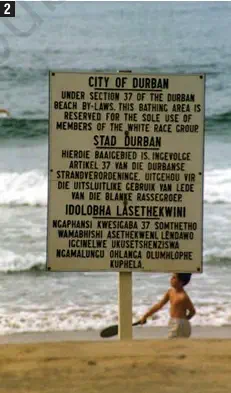 2
CITY OF DURBAN
UNDER SECTION 37 OF THE DURBAN
BEACH BY-LAWS. THIS BATHING AREA IS
RESERVED FOR THE SOLE USE OF
MEMBERS OF THE WHITE RACE GROUP.
STAD DURBAN
HIERDIE BAAIGEBIED IS. INGEVOLGE
ARTIKEL 37 VAN DIE DURBANSE
STRANDVERORDENINGE. UITGEHOU VIR
DIE UITSLUITLIKE GEBRUIK VAN LEDE
VAN DIE BLANKE RASSEGROEP.
IDOLOBHA LASETHEKWINI
NGAPHANSI KWESIGABA 37 SOMTHETHO
WAMABHISHI ASETHEKWENI. LENDAWO
IGCINELWE UKUSETSHENZISWA
NGAMALUNGU OHLANGA OLUMHLOPHE
KUPHELA.